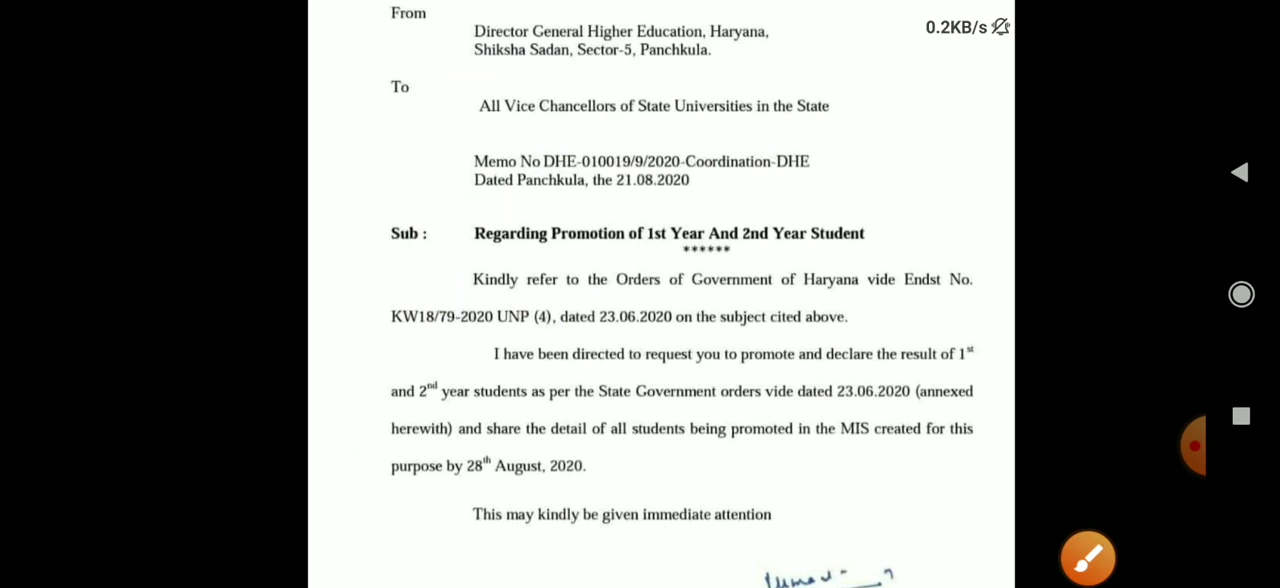 From
0.2KB/s
Director General Higher Education, Haryana,
Shiksha Sadan, Sector-5, Panchkula.
To
All Vice Chancellors of State Universities in the State
Memo No DHE-010019/9/2020-Coordination-DHE
Dated Panchkula, the 21.08.2020
Sub : Regarding Promotion of 1st Year And 2nd Year Student
******
Kindly refer to the Orders of Government of Haryana vide Endst No.
KW18/79-2020 UNP (4), dated 23.06.2020 on the subject cited above.
I have been directed to request you to promote and declare the result of 1st
and 2nd year students as per the State Government orders vide dated 23.06.2020 (annexed
herewith) and share the detail of all students being promoted in the MIS created for this
purpose by 28th August, 2020.
This may kindly be given immediate attention